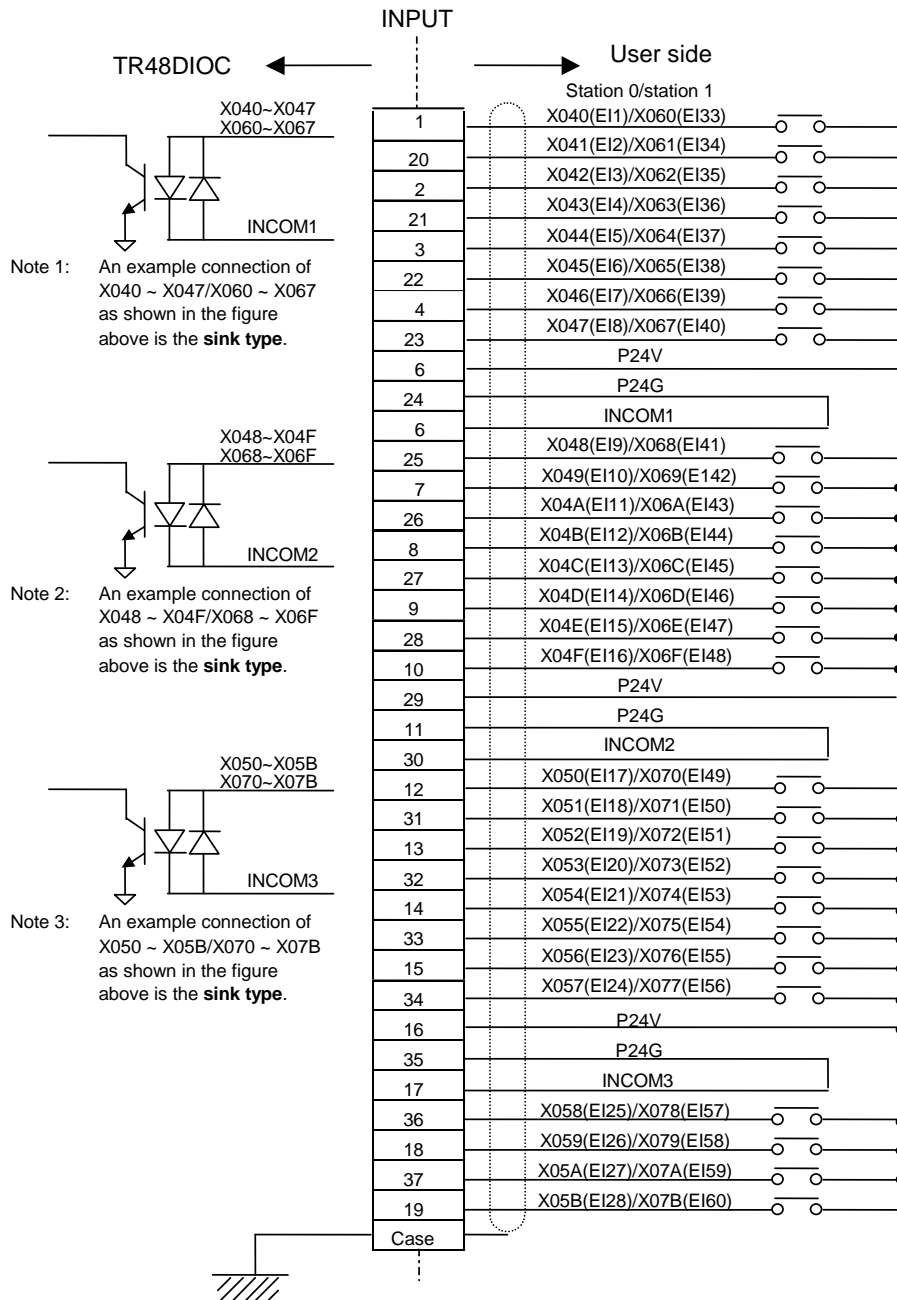 INPUT
TR48DIOC
User side
Station 0/station 1
X040~X047
X060~X067
INCOM1
Note 1: An example connection of
X040 ~ X047/X060 ~ X067
as shown in the figure
above is the sink type.
X048~X04F
X068~X06F
INCOM2
Note 2: An example connection of
X048 ~ X04F/X068 ~ X06F
as shown in the figure
above is the sink type.
X050~X05B
X070~X07B
INCOM3
Note 3: An example connection of
X050 ~ X05B/X070 ~ X07B
as shown in the figure
above is the sink type.
1 X040(EI1)/X060(EI33)
20 X041(EI2)/X061(EI34)
2 X042(EI3)/X062(EI35)
21 X043(EI4)/X063(EI36)
3 X044(EI5)/X064(EI37)
22 X045(EI6)/X065(EI38)
4 X046(EI7)/X066(EI39)
23 X047(EI8)/X067(EI40)
6 P24V
24 P24G
6 INCOM1
25 X048(EI9)/X068(EI41)
7 X049(EI10)/X069(E142)
26 X04A(EI11)/X06A(EI43)
8 X04B(EI12)/X06B(EI44)
27 X04C(EI13)/X06C(EI45)
9 X04D(EI14)/X06D(EI46)
28 X04E(EI15)/X06E(EI47)
10 X04F(EI16)/X06F(EI48)
29 P24V
11 P24G
30 INCOM2
12 X050(EI17)/X070(EI49)
31 X051(EI18)/X071(EI50)
13 X052(EI19)/X072(EI51)
32 X053(EI20)/X073(EI52)
14 X054(EI21)/X074(EI53)
33 X055(EI22)/X075(EI54)
15 X056(EI23)/X076(EI55)
34 X057(EI24)/X077(EI56)
16 P24V
35 P24G
17 INCOM3
36 X058(EI25)/X078(EI57)
18 X059(EI26)/X079(EI58)
37 X05A(EI27)/X07A(EI59)
19 X05B(EI28)/X07B(EI60)
Case